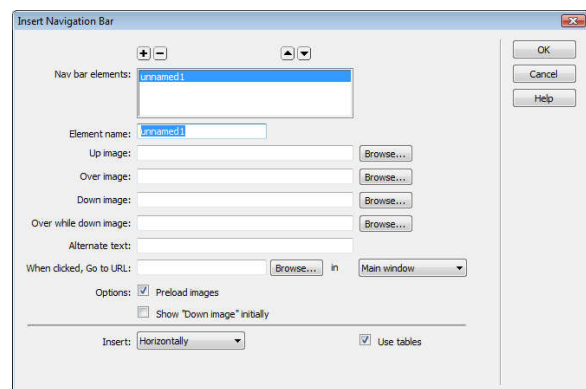 Insert Navigation Bar
OK
Nav bar elements: unnamed1
Cancel
Help
Element name: unnamed1
Up image: Browse...
Over image: Browse...
Down image: Browse...
Over while down image: Browse...
Alternate text:
When clicked, Go to URL: Browse... in Main window
Options: Preload images
Show "Down image" initially
Insert: Horizontally Use tables